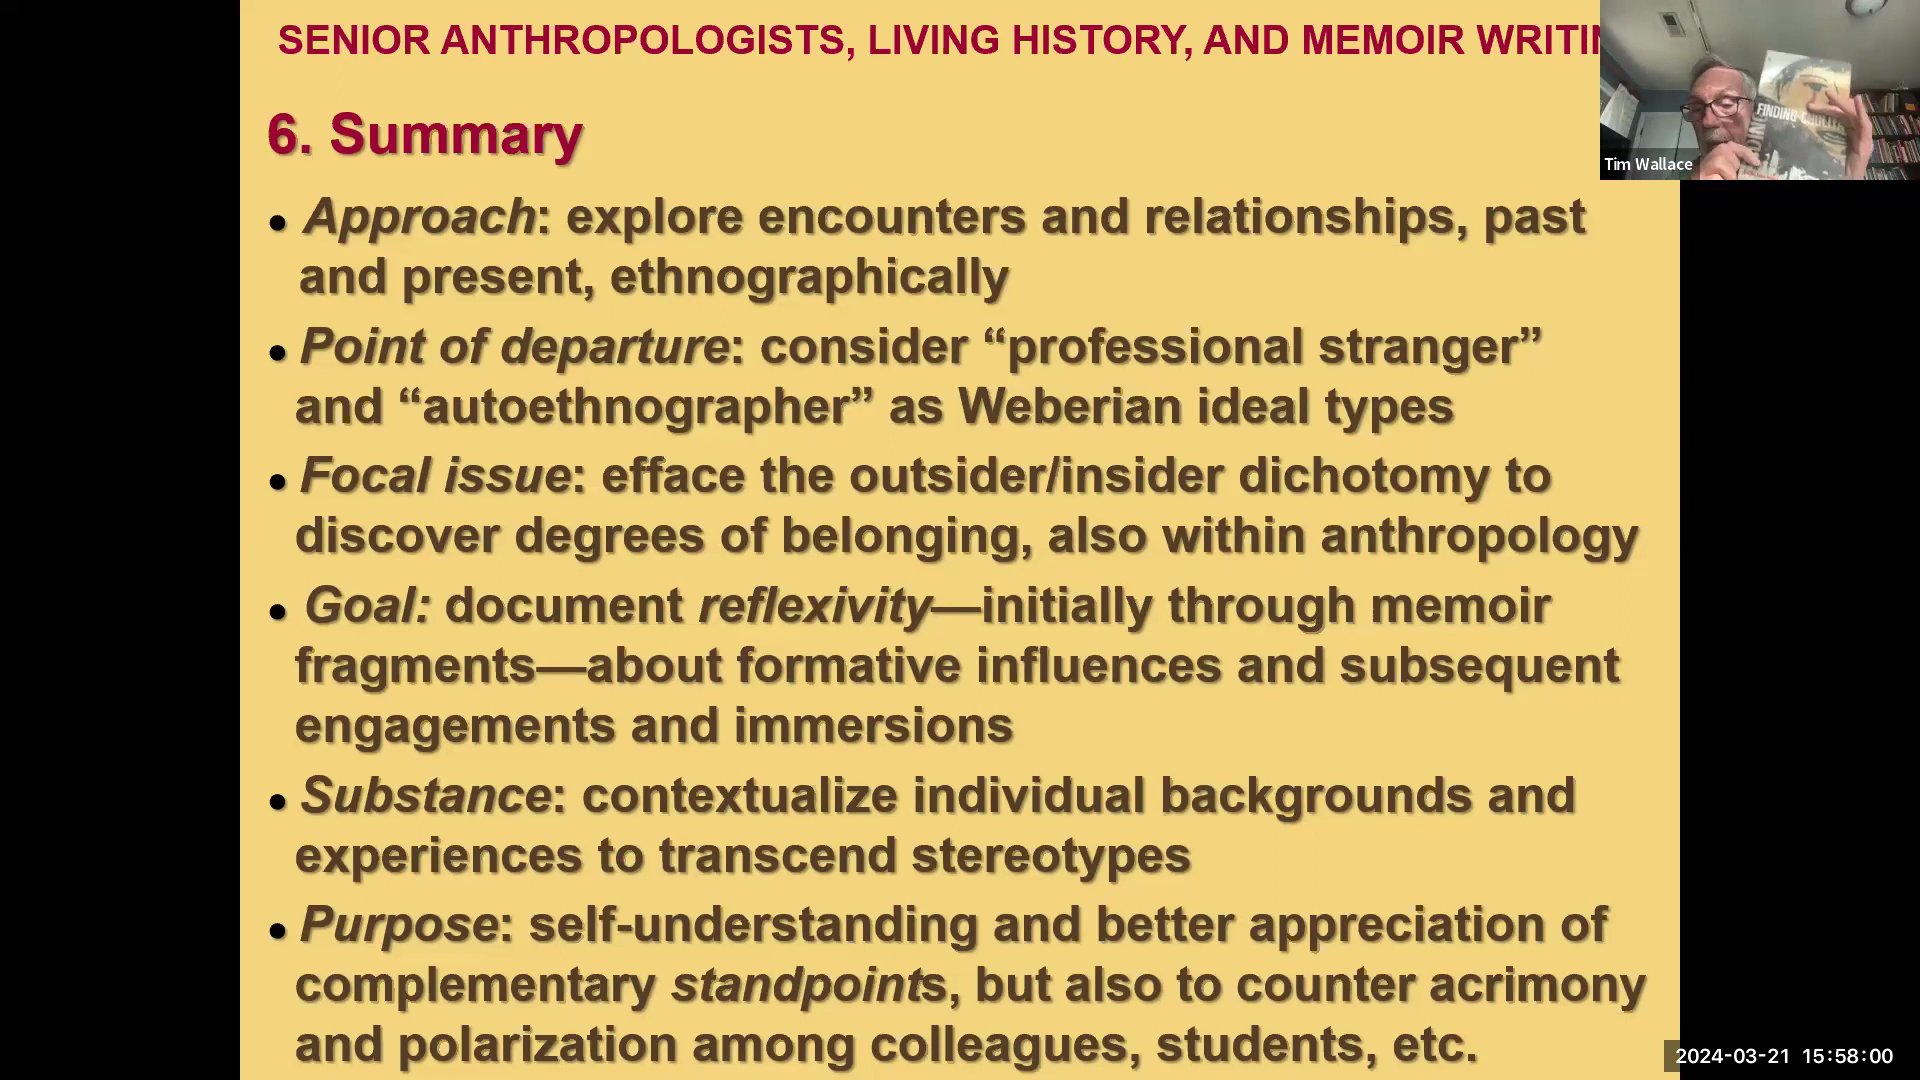 SENIOR ANTHROPOLOGISTS, LIVING HISTORY, AND MEMOIR
6. Summary
• Approach: explore encounters and relationships, past
and present, ethnographically
• Point of departure: consider “professional stranger”
and “autoethnographer” as Weberian ideal types
• Focal issue: efface the outsider/insider dichotomy to
discover degrees of belonging, also within anthropology
• Goal: document reflexivity—initially through memoir
fragments—about formative influences and subsequent
engagements and immersions
• Substance: contextualize individual backgrounds and
experiences to transcend stereotypes
• Purpose: self-understanding and better appreciation of
complementary standpoints, but also to counter acrimony
and polarization among colleagues, students, etc.
FINDING
Tim Wallace
2024-03-21 15:58:00